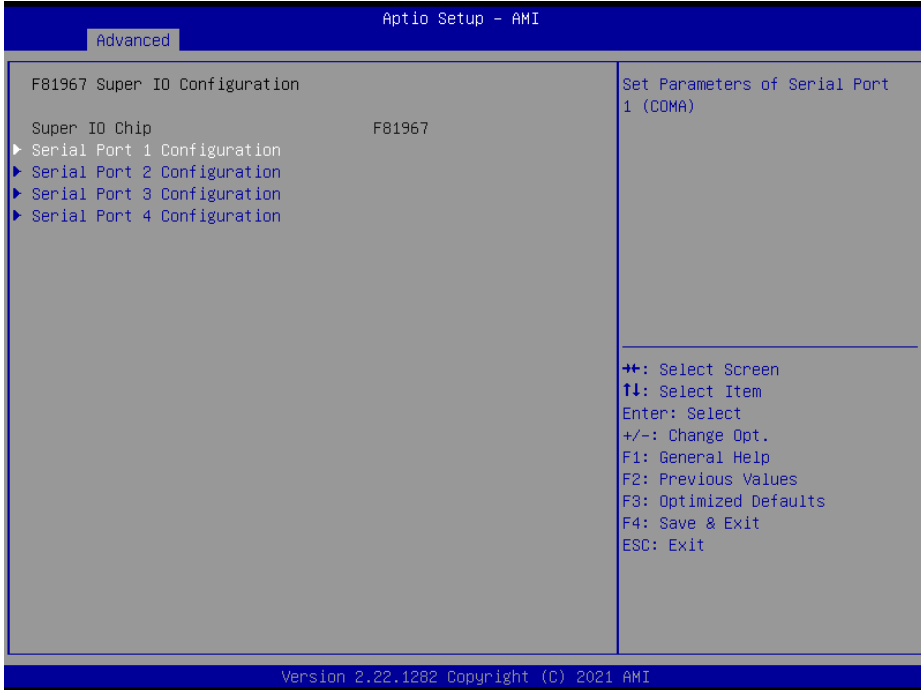 Aptio Setup – AMI
Advanced
F81967 Super IO Configuration
Super IO Chip F81967
Serial Port 1 Configuration
Serial Port 2 Configuration
Serial Port 3 Configuration
Serial Port 4 Configuration
Set Parameters of Serial Port
1 (COMA)
→←: Select Screen
↑↓: Select Item
Enter: Select
+/-: Change Opt.
F1: General Help
F2: Previous Values
F3: Optimized Defaults
F4: Save & Exit
ESC: Exit
Version 2.22.1282 Copyright (C) 2021 AMI